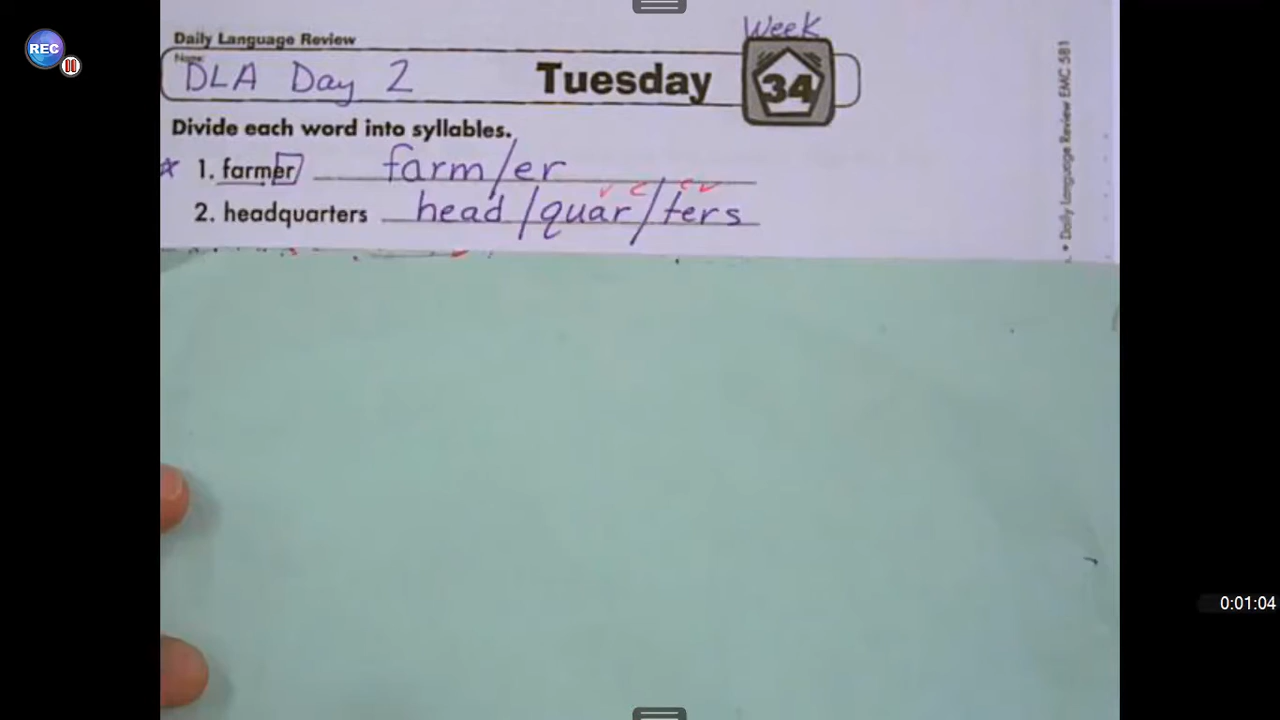 REC
Week
Daily Language Review
Name:
DLA Day 2 Tuesday 34
Divide each word into syllables.
1. farmer farm/er
v c c v
2. headquarters head/quar/ters
• Daily Language Review EMC 581
0:01:04